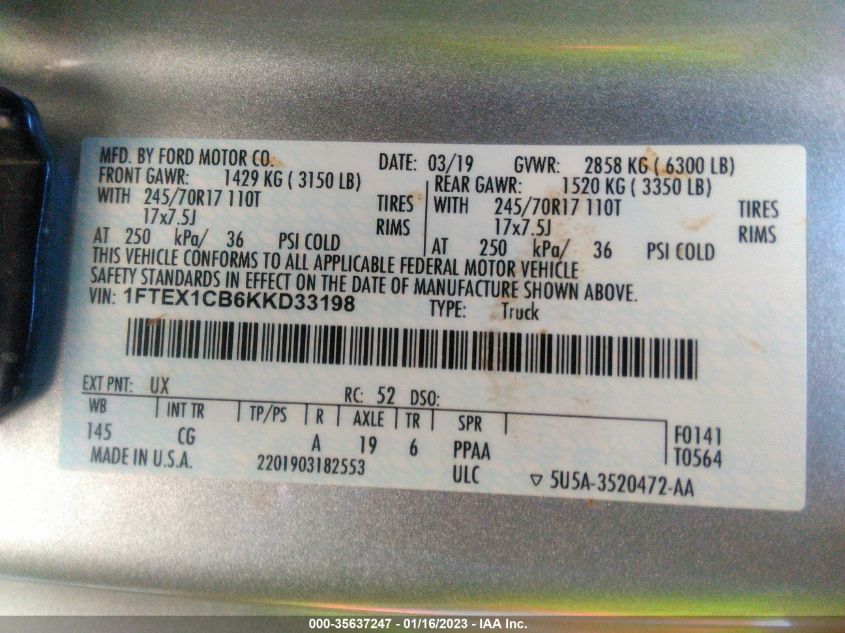 MFD. BY FORD MOTOR CO. DATE: 03/19 GVWR: 2858 KG ( 6300 LB)
FRONT GAWR: 1429 KG ( 3150 LB) REAR GAWR: 1520 KG ( 3350 LB)
WITH 245/70R17 110T TIRES WITH 245/70R17 110T TIRES
17x7.5J RIMS 17x7.5J RIMS
AT 250 kPa/ 36 PSI COLD AT 250 kPa/ 36 PSI COLD
THIS VEHICLE CONFORMS TO ALL APPLICABLE FEDERAL MOTOR VEHICLE
SAFETY STANDARDS IN EFFECT ON THE DATE OF MANUFACTURE SHOWN ABOVE.
VIN: 1FTEX1CB6KKD33198 TYPE: Truck
EXT PNT: UX RC: 52 DSO:
WB INT TR TP/PS R AXLE TR SPR
145 CG A 19 6 PPAA F0141
MADE IN U.S.A. 2201903182553 ULC T0564
▽ 5U5A-3520472-AA
000-35637247 - 01/16/2023 - IAA Inc.